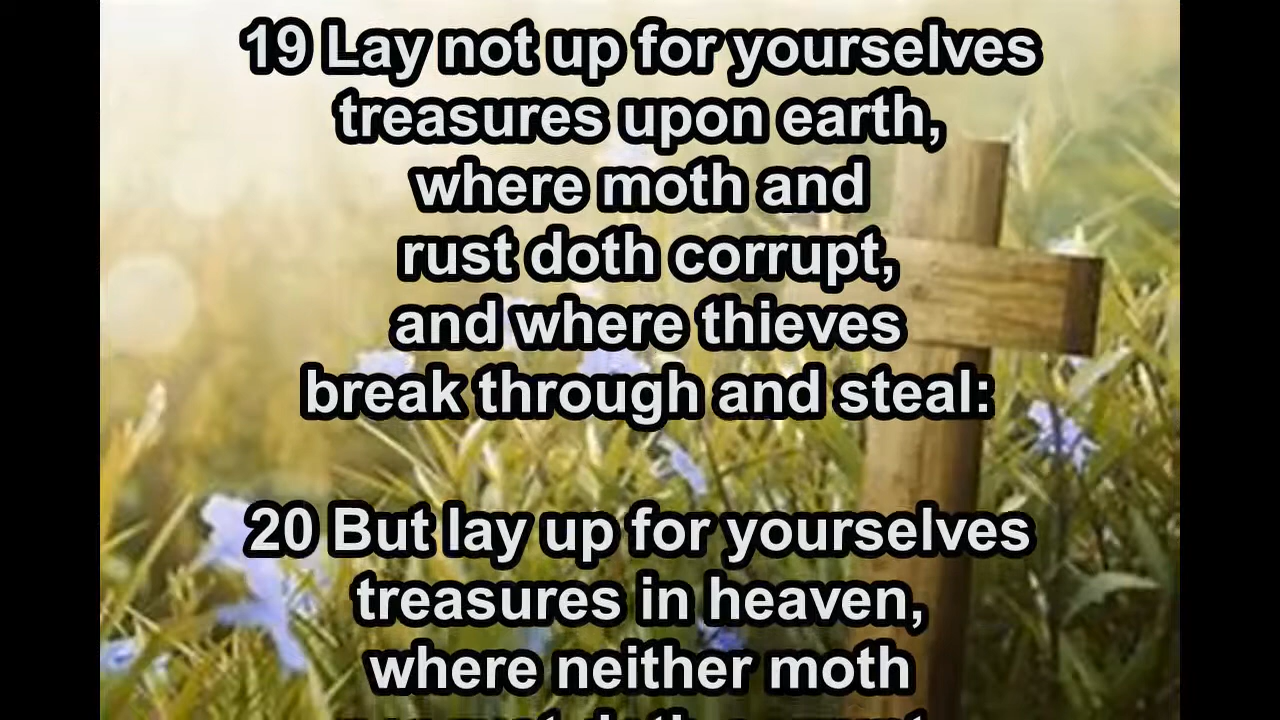 19 Lay not up for yourselves
treasures upon earth,
where moth and
rust doth corrupt,
and where thieves
break through and steal:
20 But lay up for yourselves
treasures in heaven,
where neither moth